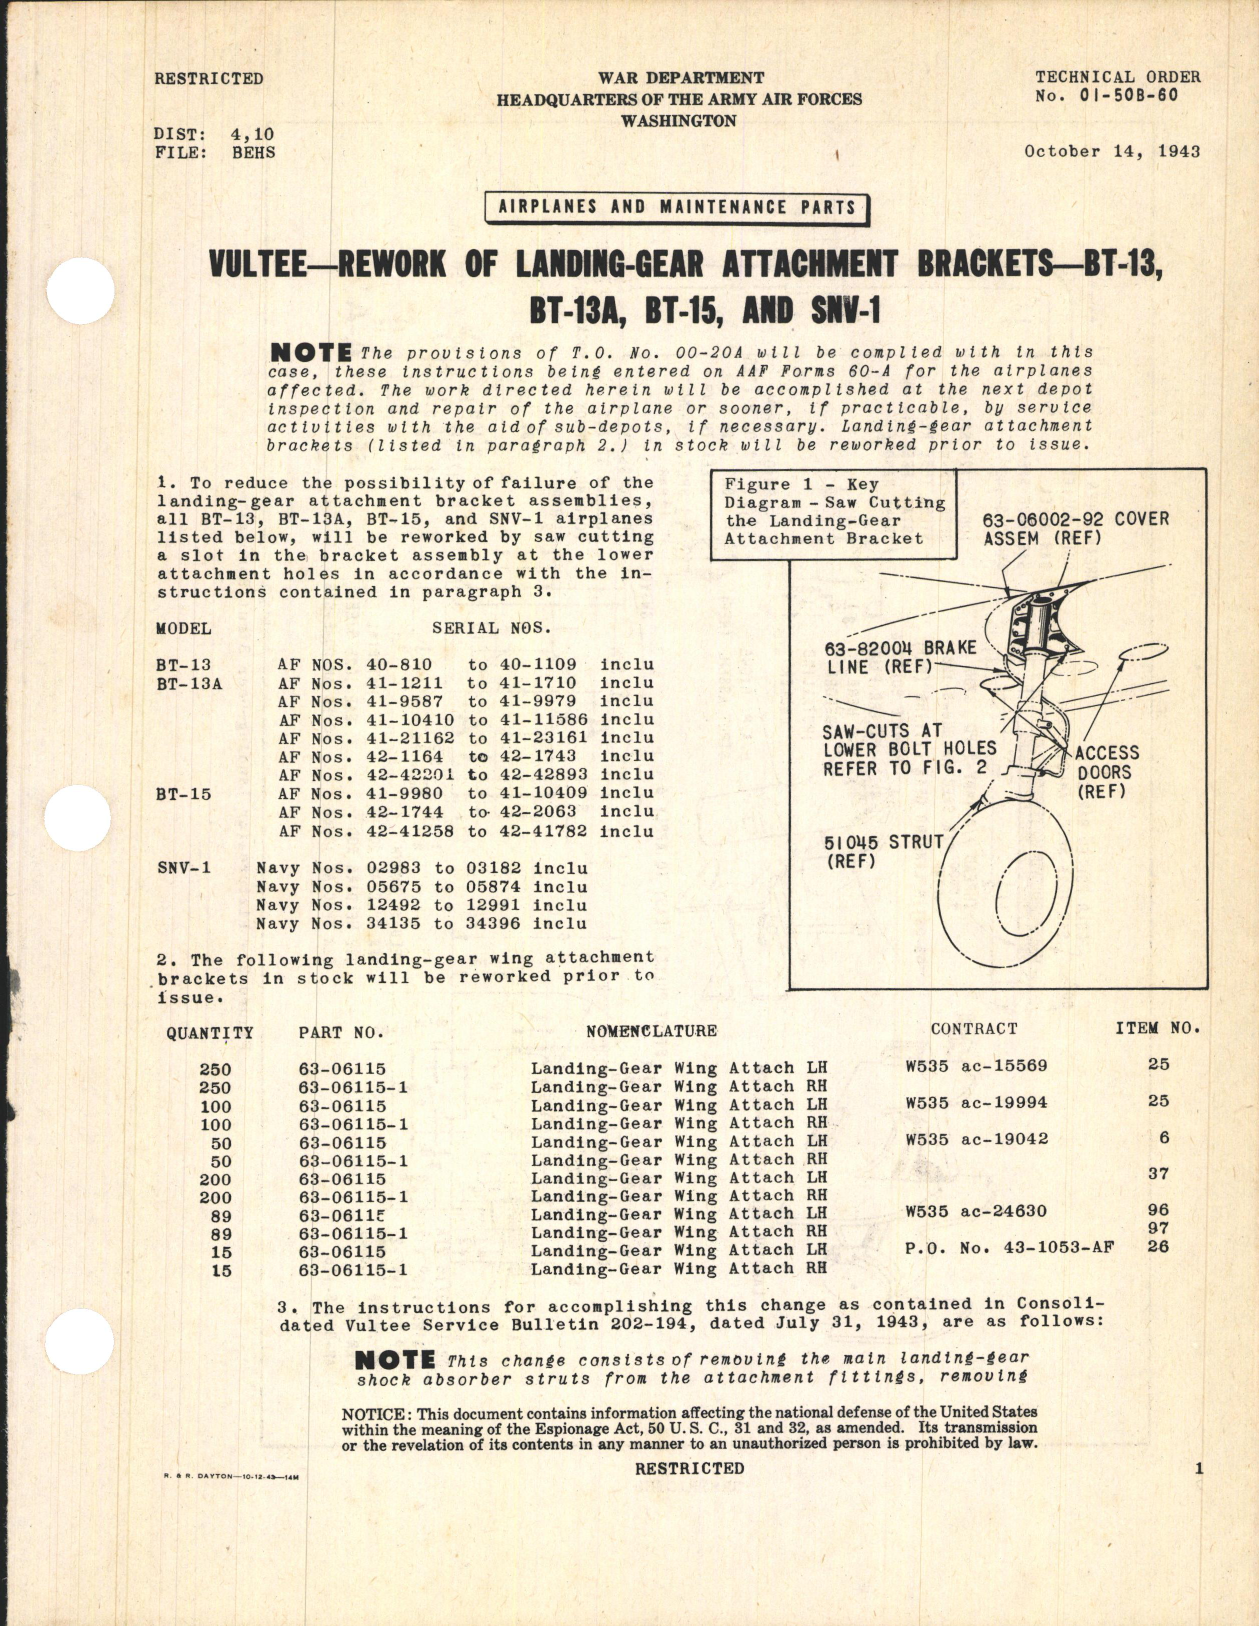 RESTRICTED
WAR DEPARTMENT
HEADQUARTERS OF THE ARMY AIR FORCES
WASHINGTON
TECHNICAL ORDER
No. 01-50B-60
DIST: 4,10
FILE: BEHS
October 14, 1943
AIRPLANES AND MAINTENANCE PARTS
VULTEE—REWORK OF LANDING-GEAR ATTACHMENT BRACKETS—BT-13,
BT-13A, BT-15, AND SNV-1
NOTE The provisions of T.O. No. 00-20A will be complied with in this
case, these instructions being entered on AAF Forms 60-A for the airplanes
affected. The work directed herein will be accomplished at the next depot
inspection and repair of the airplane or sooner, if practicable, by service
activities with the aid of sub-depots, if necessary. Landing-gear attachment
brackets (listed in paragraph 2.) in stock will be reworked prior to issue.
1. To reduce the possibility of failure of the
landing-gear attachment bracket assemblies,
all BT-13, BT-13A, BT-15, and SNV-1 airplanes
listed below, will be reworked by saw cutting
a slot in the bracket assembly at the lower
attachment holes in accordance with the in-
structions contained in paragraph 3.
MODEL SERIAL NOS.
BT-13 AF NOS. 40-810 to 40-1109 inclu
BT-13A AF Nos. 41-1211 to 41-1710 inclu
AF Nos. 41-9587 to 41-9979 inclu
AF Nos. 41-10410 to 41-11586 inclu
AF Nos. 41-21162 to 41-23161 inclu
AF Nos. 42-1164 to 42-1743 inclu
AF Nos. 42-42201 to 42-42893 inclu
BT-15 AF Nos. 41-9980 to 41-10409 inclu
AF Nos. 42-1744 to 42-2063 inclu
AF Nos. 42-41258 to 42-41782 inclu
SNV-1 Navy Nos. 02983 to 03182 inclu
Navy Nos. 05675 to 05874 inclu
Navy Nos. 12492 to 12991 inclu
Navy Nos. 34135 to 34396 inclu
2. The following landing-gear wing attachment
brackets in stock will be reworked prior to
issue.
Figure 1 - Key
Diagram - Saw Cutting
the Landing-Gear
Attachment Bracket
63-06002-92 COVER
ASSEM (REF)
63-82004 BRAKE
LINE (REF)
SAW-CUTS AT
LOWER BOLT HOLES
REFER TO FIG. 2
ACCESS
DOORS
(REF)
51045 STRUT
(REF)
QUANTITY PART NO. NOMENCLATURE CONTRACT ITEM NO.
250 63-06115 Landing-Gear Wing Attach LH W535 ac-15569 25
250 63-06115-1 Landing-Gear Wing Attach RH
100 63-06115 Landing-Gear Wing Attach LH W535 ac-19994 25
100 63-06115-1 Landing-Gear Wing Attach RH
50 63-06115 Landing-Gear Wing Attach LH W535 ac-19042 6
50 63-06115-1 Landing-Gear Wing Attach RH
200 63-06115 Landing-Gear Wing Attach LH 37
200 63-06115-1 Landing-Gear Wing Attach RH
89 63-06115 Landing-Gear Wing Attach LH W535 ac-24630 96
89 63-06115-1 Landing-Gear Wing Attach RH 97
15 63-06115 Landing-Gear Wing Attach LH P.O. No. 43-1053-AF 26
15 63-06115-1 Landing-Gear Wing Attach RH
3. The instructions for accomplishing this change as contained in Consoli-
dated Vultee Service Bulletin 202-194, dated July 31, 1943, are as follows:
NOTE This change consists of removing the main landing-gear
shock absorber struts from the attachment fittings, removing
NOTICE: This document contains information affecting the national defense of the United States
within the meaning of the Espionage Act, 50 U. S. C., 31 and 32, as amended. Its transmission
or the revelation of its contents in any manner to an unauthorized person is prohibited by law.
R. & R. DAYTON—10-12-43—14M
RESTRICTED
1